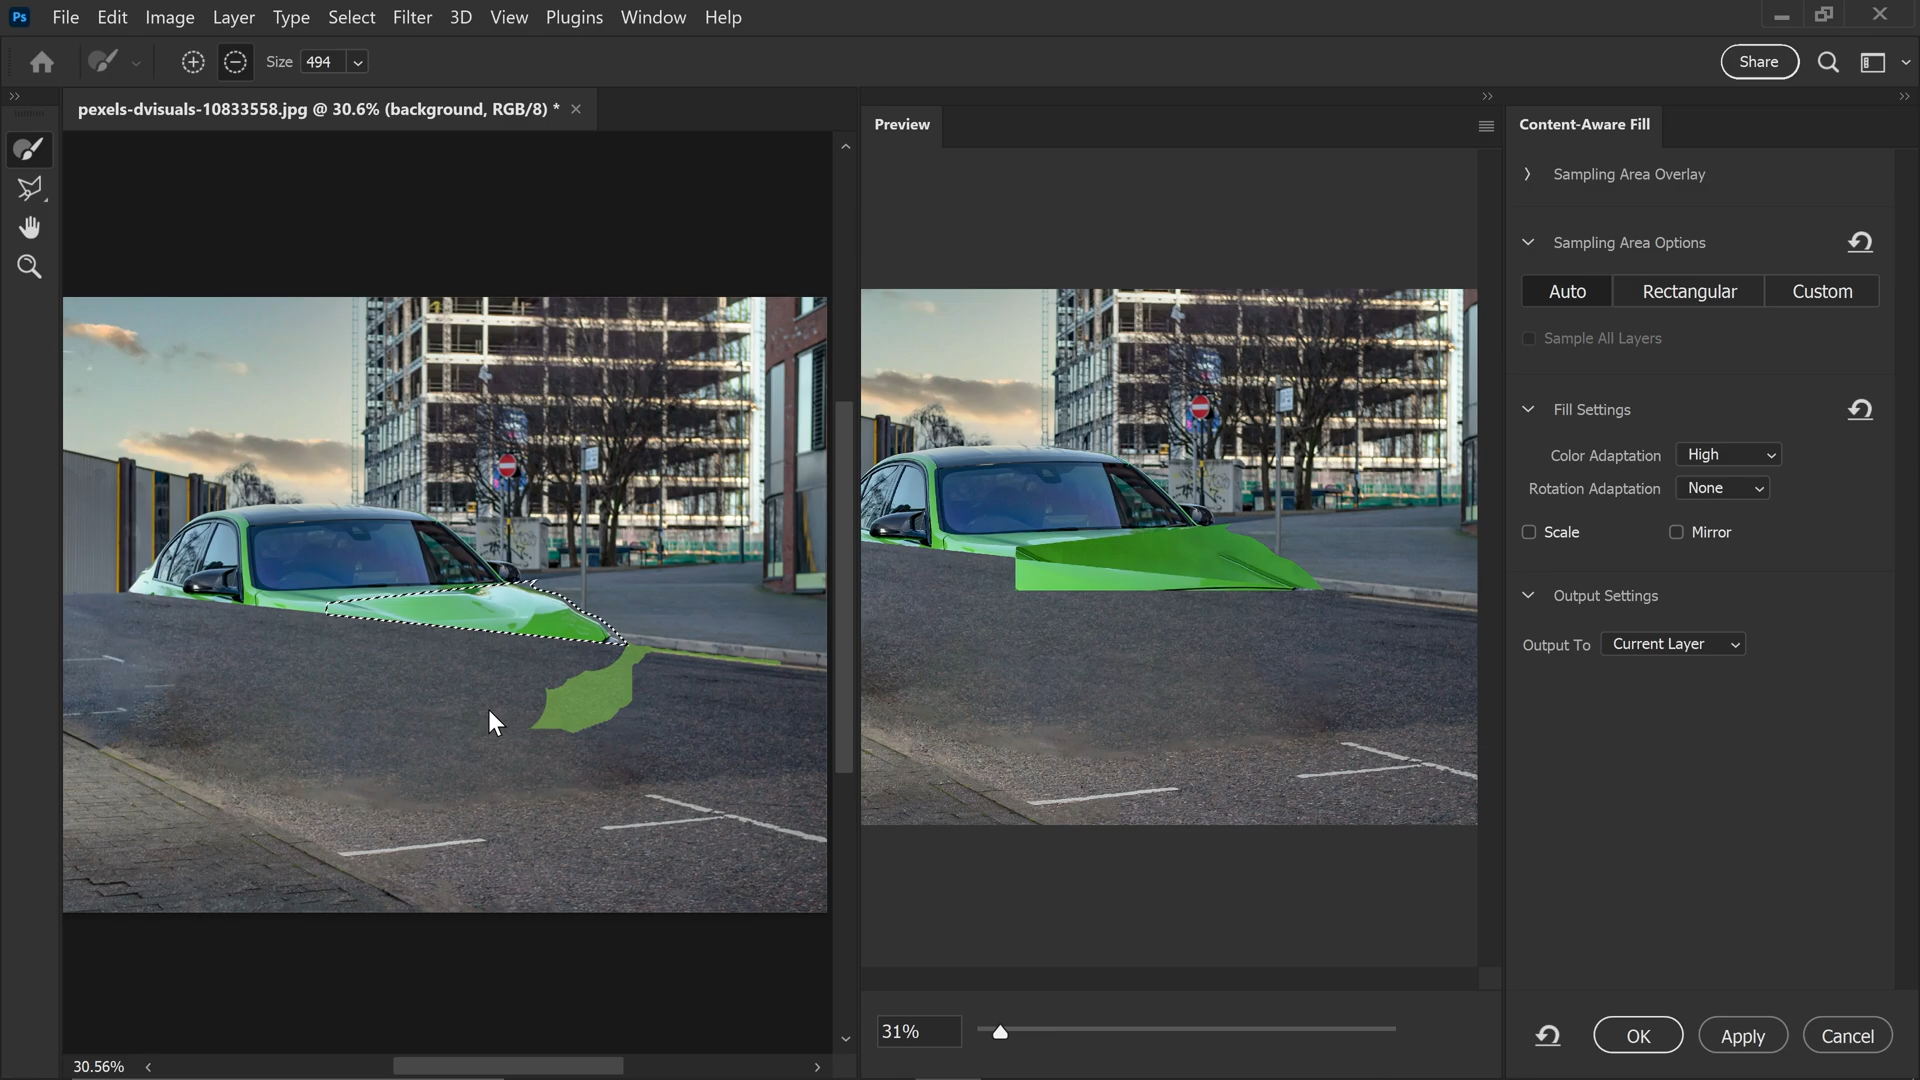 Ps File Edit Image Layer Type Select Filter 3D View Plugins Window Help
Size 494
Share
pexels-dvisuals-10833558.jpg @ 30.6% (background, RGB/8) *
Preview
Content-Aware Fill
Sampling Area Overlay
Sampling Area Options
Auto Rectangular Custom
Sample All Layers
Fill Settings
Color Adaptation High
Rotation Adaptation None
Scale Mirror
Output Settings
Output To Current Layer
31%
OK Apply Cancel
30.56%